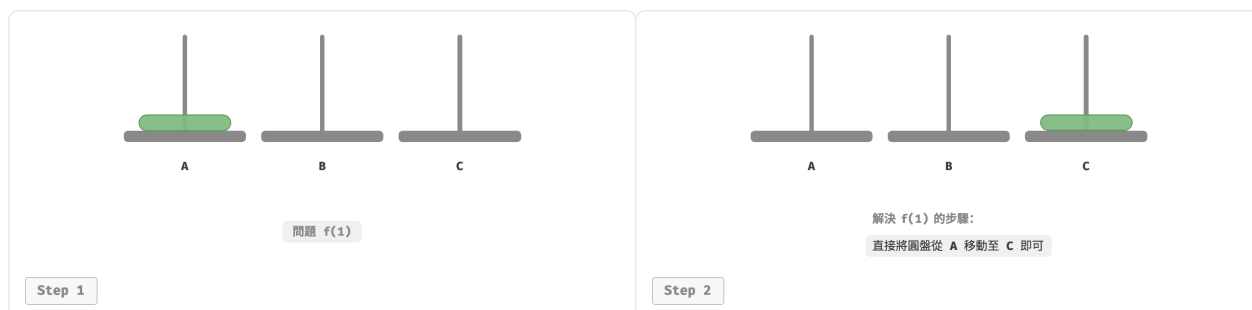 A B C
問題 f(1)
Step 1
A B C
解決 f(1) 的步驟：
直接將圓盤從 A 移動至 C 即可
Step 2